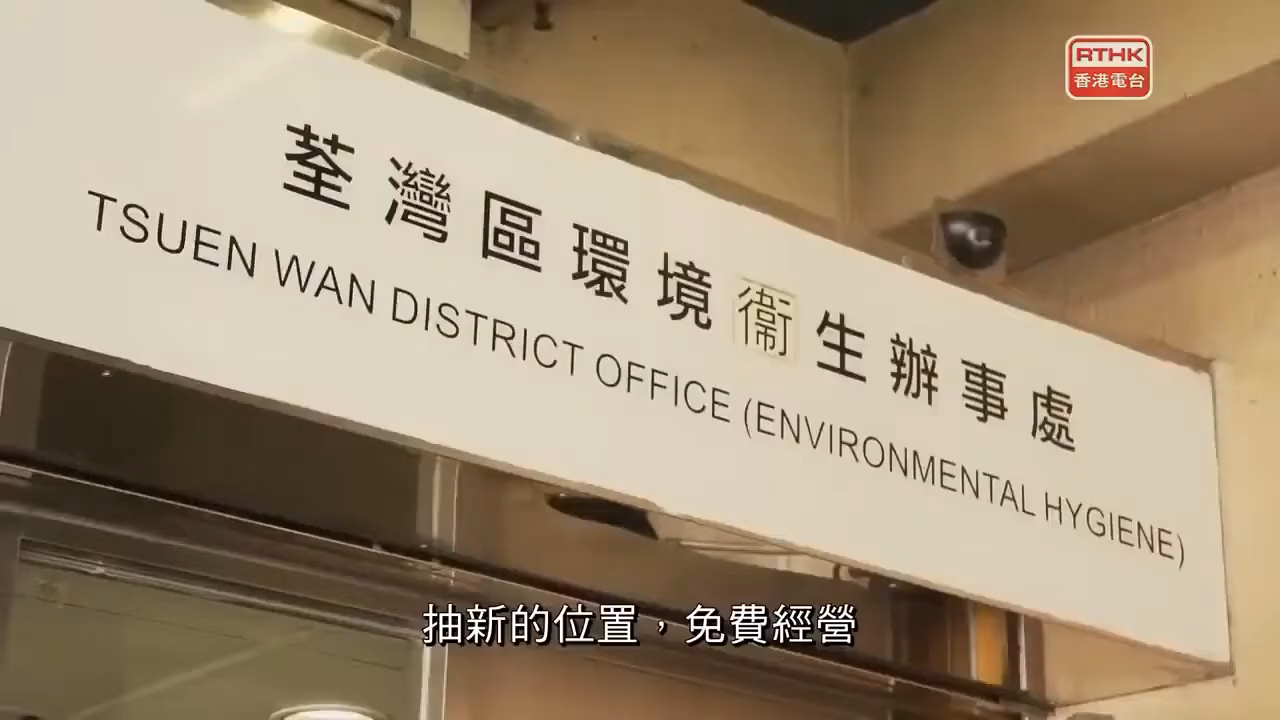 RTHK
香港電台
荃灣區環境衞生辦事處
TSUEN WAN DISTRICT OFFICE (ENVIRONMENTAL HYGIENE)
抽新的位置，免費經營